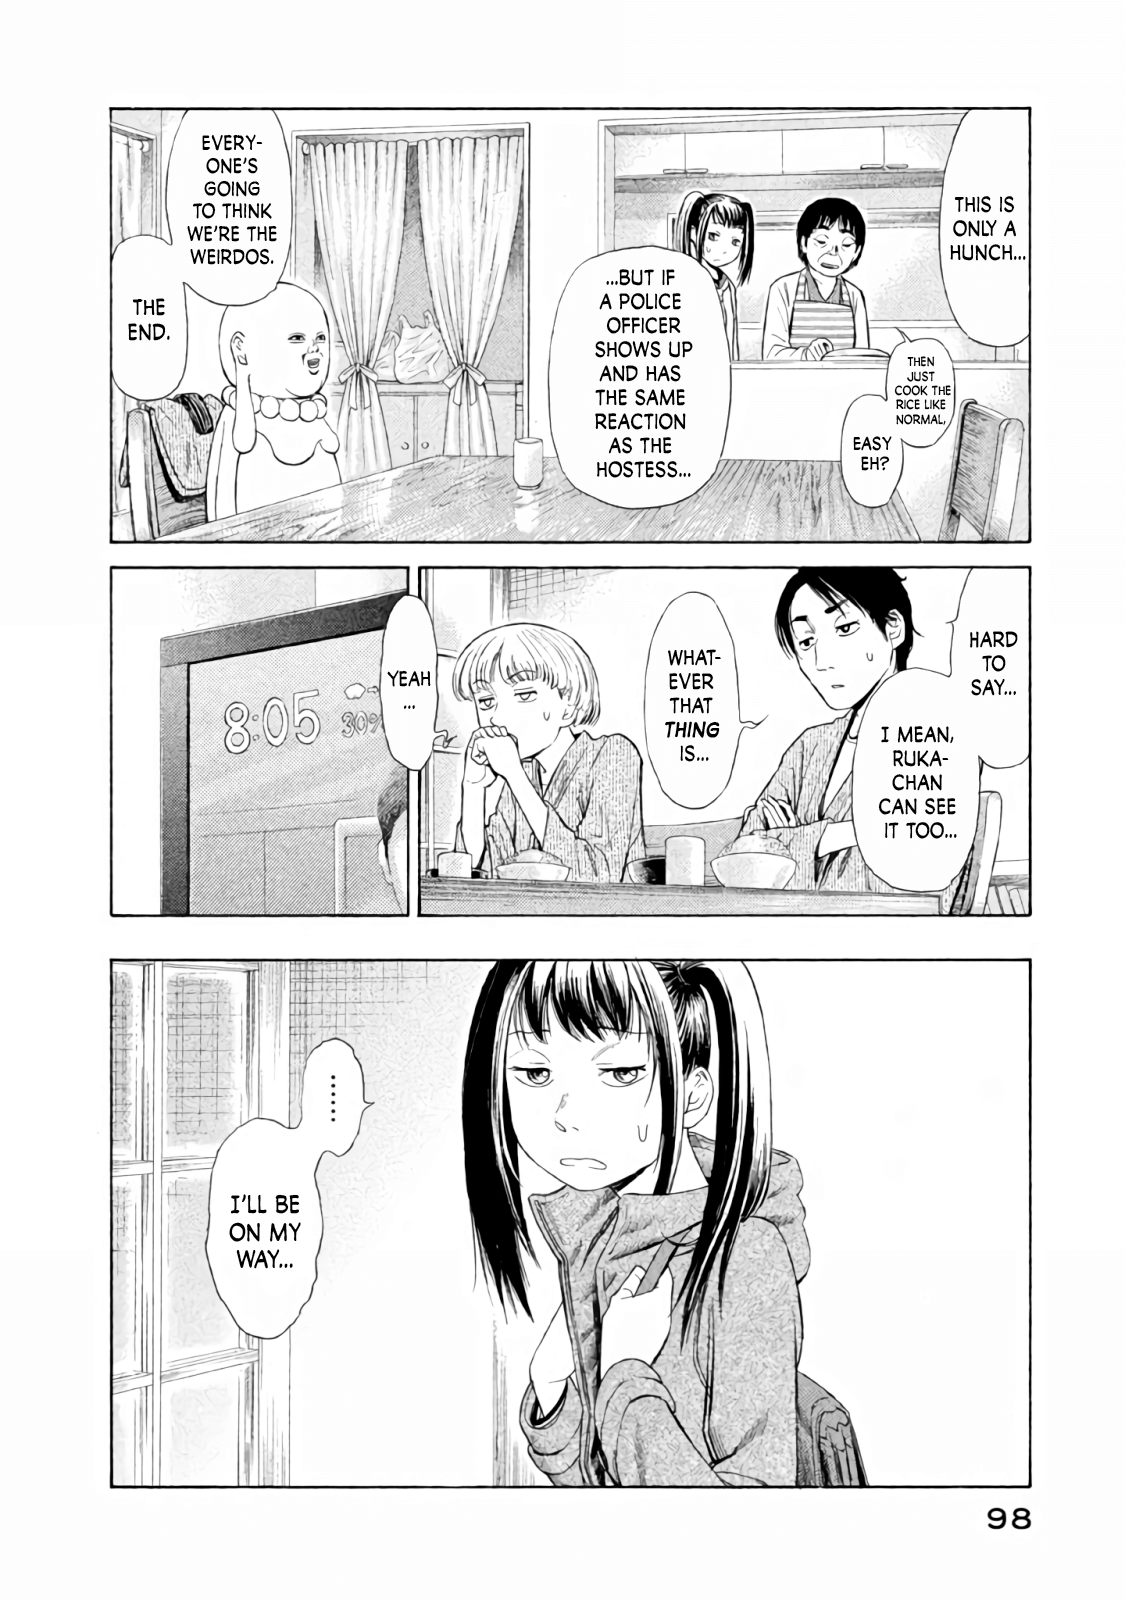 THIS IS
ONLY A
HUNCH...
...BUT IF
A POLICE
OFFICER
SHOWS UP
AND HAS
THE SAME
REACTION
AS THE
HOSTESS...
THEN
JUST
COOK THE
RICE LIKE
NORMAL,
EASY
EH?
EVERY-
ONE'S
GOING
TO THINK
WE'RE THE
WEIRDOS.
THE
END.
HARD
TO
SAY...
I MEAN,
RUKA-
CHAN
CAN SEE
IT TOO...
WHAT-
EVER
THAT
THING
IS...
YEAH
...
8:05
30%
......
I'LL BE
ON MY
WAY...
98